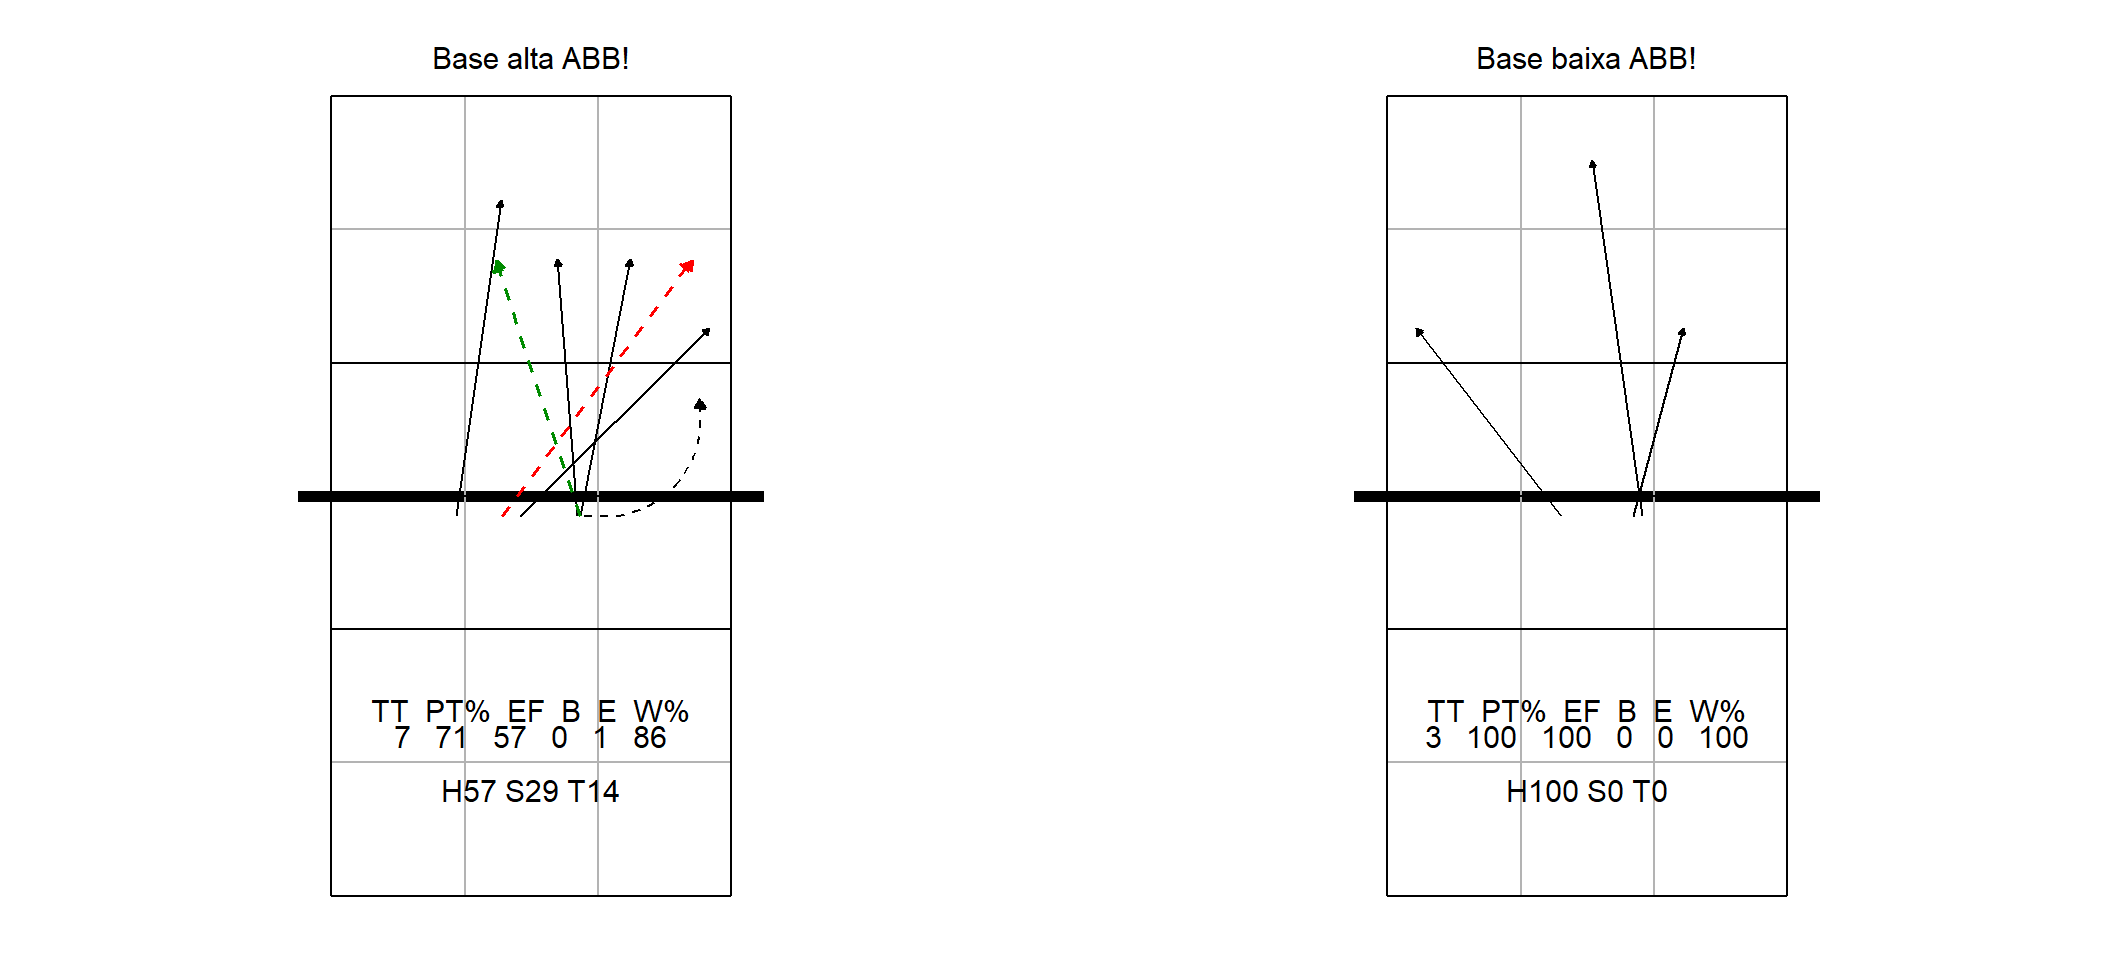 Base alta ABB!
TT PT% EF B E W%
7 71 57 0 1 86
H57 S29 T14
Base baixa ABB!
TT PT% EF B E W%
3 100 100 0 0 100
H100 S0 T0